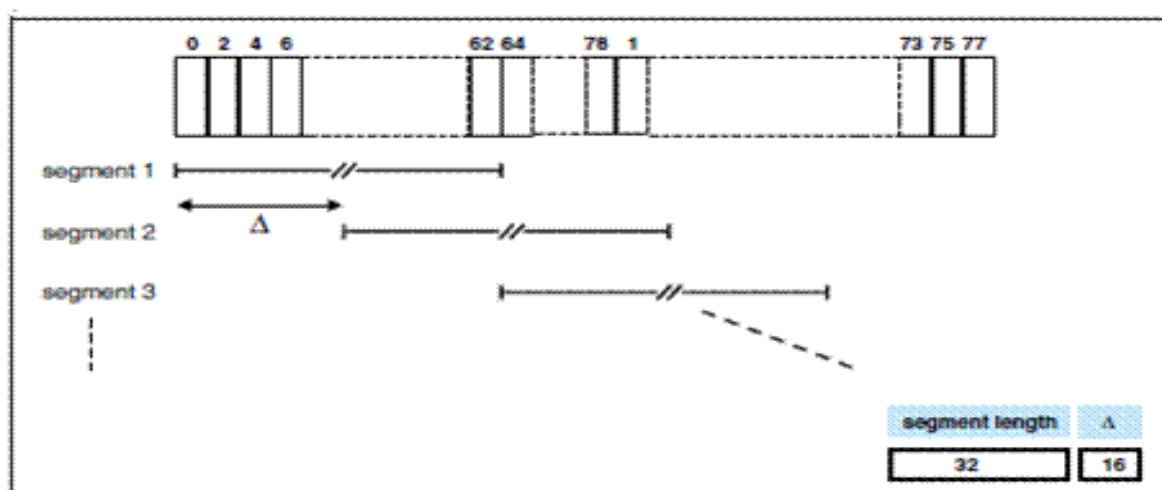 0 2 4 6 62 64 78 1 73 75 77
segment 1
Δ
segment 2
segment 3
segment length Δ
32 16